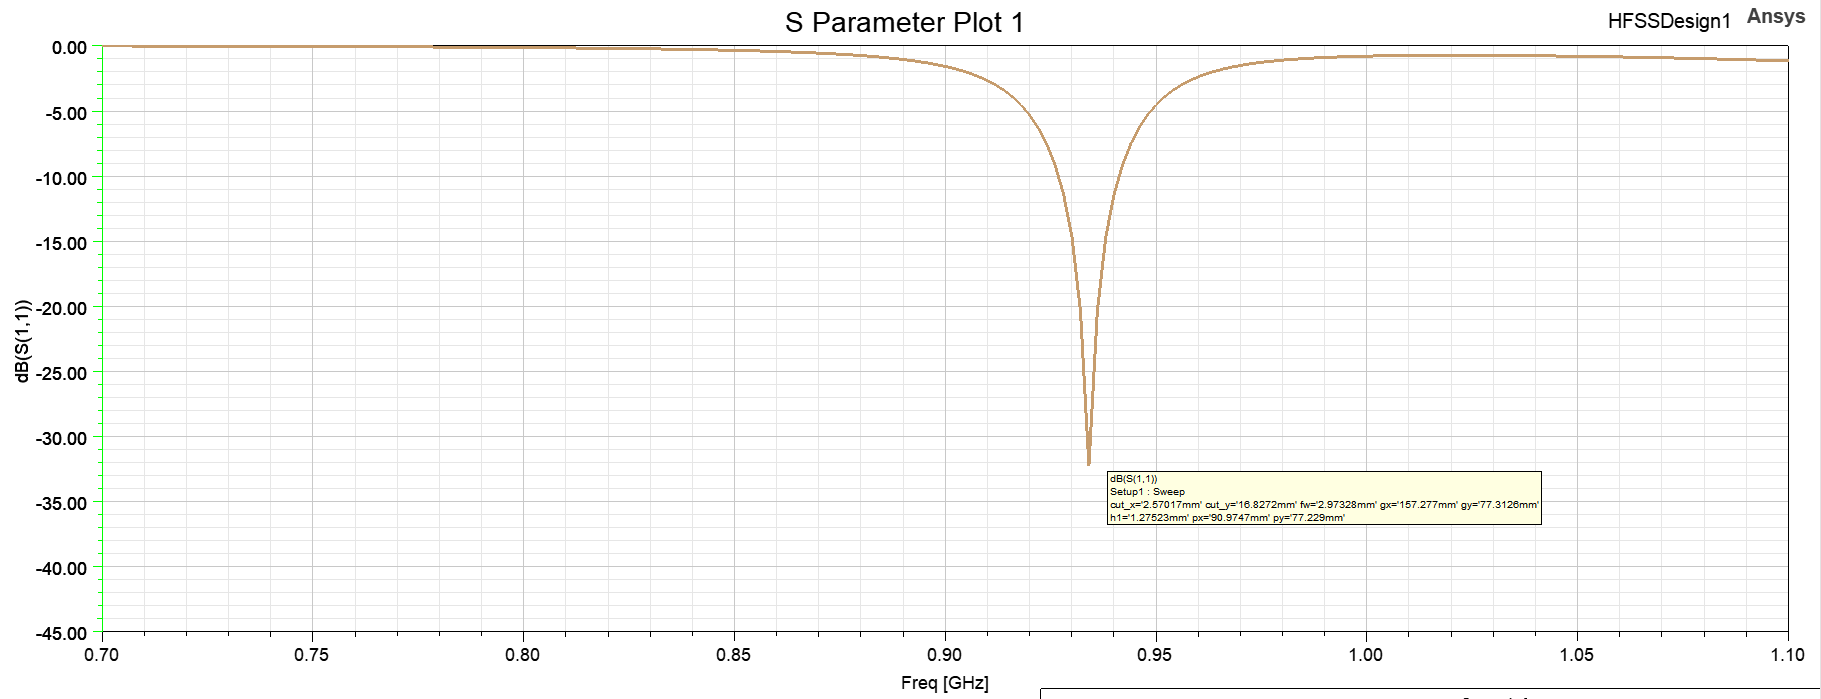 S Parameter Plot 1
HFSSDesign1
Ansys
0.00
-5.00
-10.00
-15.00
-20.00
-25.00
-30.00
-35.00
-40.00
-45.00
dB(S(1,1))
dB(S(1,1))
Setup1 : Sweep
cut_x='2.57017mm' cut_y='16.8272mm' fw='2.97328mm' gx='157.277mm' gy='77.3126mm'
h1='1.27523mm' px='90.9747mm' py='77.229mm'
0.70 0.75 0.80 0.85 0.90 0.95 1.00 1.05 1.10
Freq [GHz]